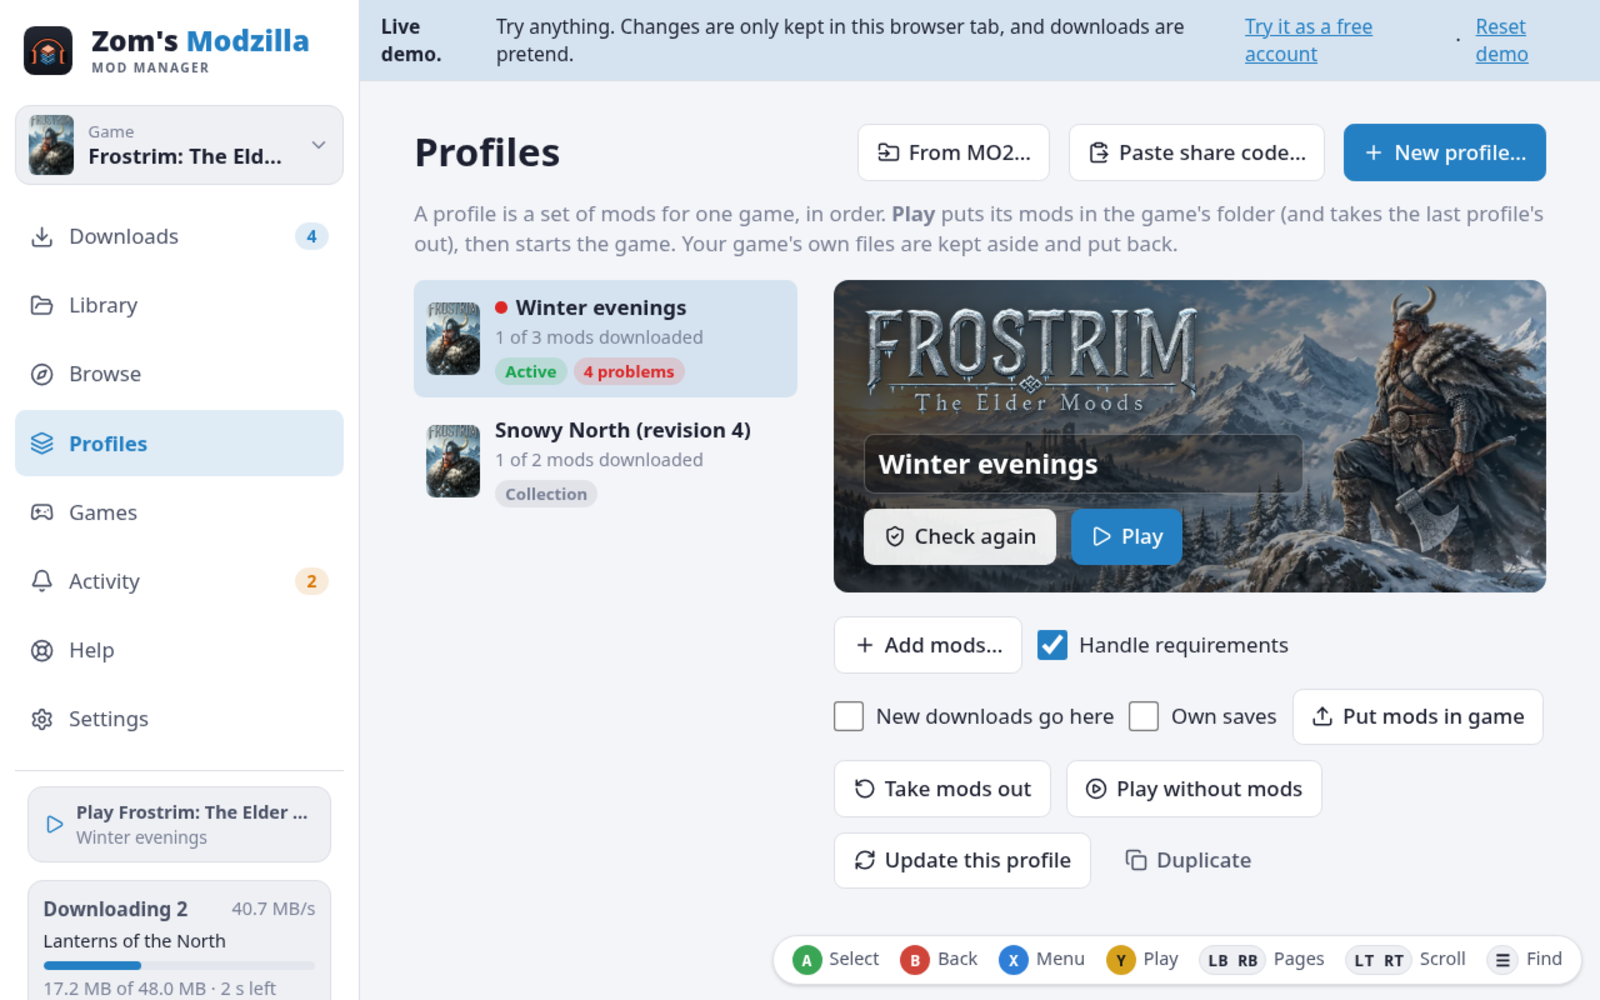 Zom's Modzilla
MOD MANAGER
Game
Frostrim: The Eld...
Downloads
4
Library
Browse
Profiles
Games
Activity
2
Help
Settings
Play Frostrim: The Elder ...
Winter evenings
Downloading 2
40.7 MB/s
Lanterns of the North
17.2 MB of 48.0 MB · 2 s left
Live
demo.
Try anything. Changes are only kept in this browser tab, and downloads are
pretend.
Try it as a free
account
·
Reset
demo
Profiles
From MO2...
Paste share code...
New profile...
A profile is a set of mods for one game, in order. Play puts its mods in the game's folder (and takes the last profile's
out), then starts the game. Your game's own files are kept aside and put back.
Winter evenings
1 of 3 mods downloaded
Active
4 problems
Snowy North (revision 4)
1 of 2 mods downloaded
Collection
FROSTRIM
The Elder Moods
Winter evenings
Check again
Play
Add mods...
Handle requirements
New downloads go here
Own saves
Put mods in game
Take mods out
Play without mods
Update this profile
Duplicate
A Select
B Back
X Menu
Y Play
LB RB Pages
LT RT Scroll
Find